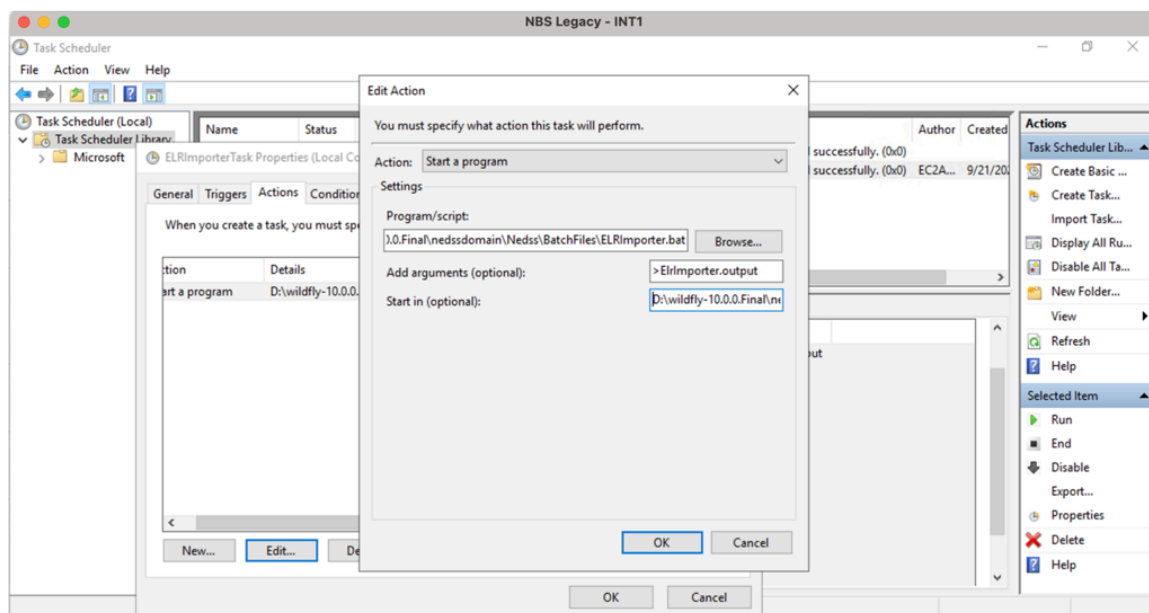 NBS Legacy - INT1
Task Scheduler
File Action View Help
Task Scheduler (Local)
Task Scheduler Library
Microsoft
Name Status
Author Created
successfully. (0x0)
successfully. (0x0) EC2A... 9/21/20
ELRImporterTask Properties (Local Co
General Triggers Actions Condition
When you create a task, you must spe
Details
art a program D:\wildfly-10.0.0.
New... Edit... De
OK Cancel
Edit Action
You must specify what action this task will perform.
Action: Start a program
Settings
Program/script:
0.0.Final\nedssdomain\Nedss\BatchFiles\ELRImporter.bat Browse...
Add arguments (optional): >ElrImporter.output
Start in (optional): D:\wildfly-10.0.0.Final\ne
OK Cancel
Actions
Task Scheduler Lib...
Create Basic ...
Create Task...
Import Task...
Display All Ru...
Disable All Ta...
New Folder...
View
Refresh
Help
Selected Item
Run
End
Disable
Export...
Properties
Delete
Help